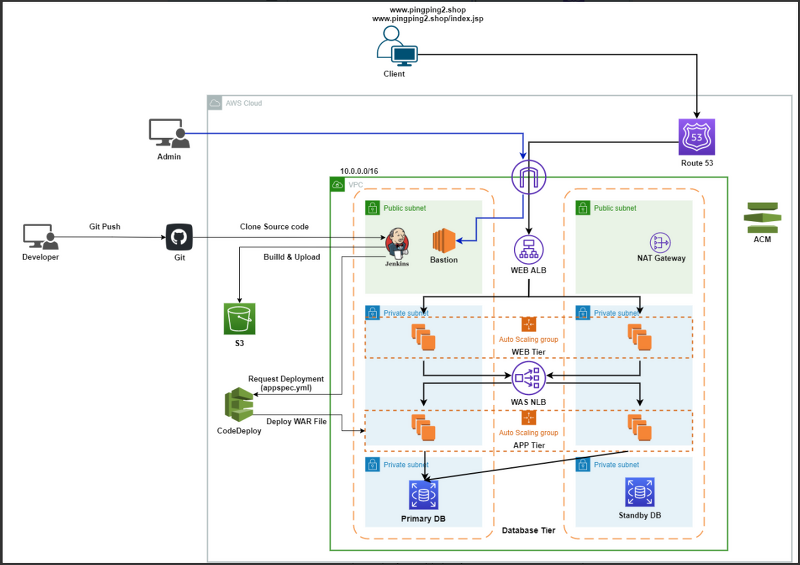 www.pingping2.shop
www.pingping2.shop/index.jsp
Client
AWS Cloud
Admin
53
Route 53
10.0.0.0/16
VPC
Public subnet
Public subnet
Git Push
Clone Source code
Developer
Git
Builld & Upload
Jenkins
Bastion
WEB ALB
NAT Gateway
ACM
S3
Private subnet
Private subnet
Auto Scaling group
WEB Tier
Request Deployment
(appspec.yml)
WAS NLB
CodeDeploy
Deploy WAR File
Auto Scaling group
APP Tier
Private subnet
Private subnet
Primary DB
Standby DB
Database Tier